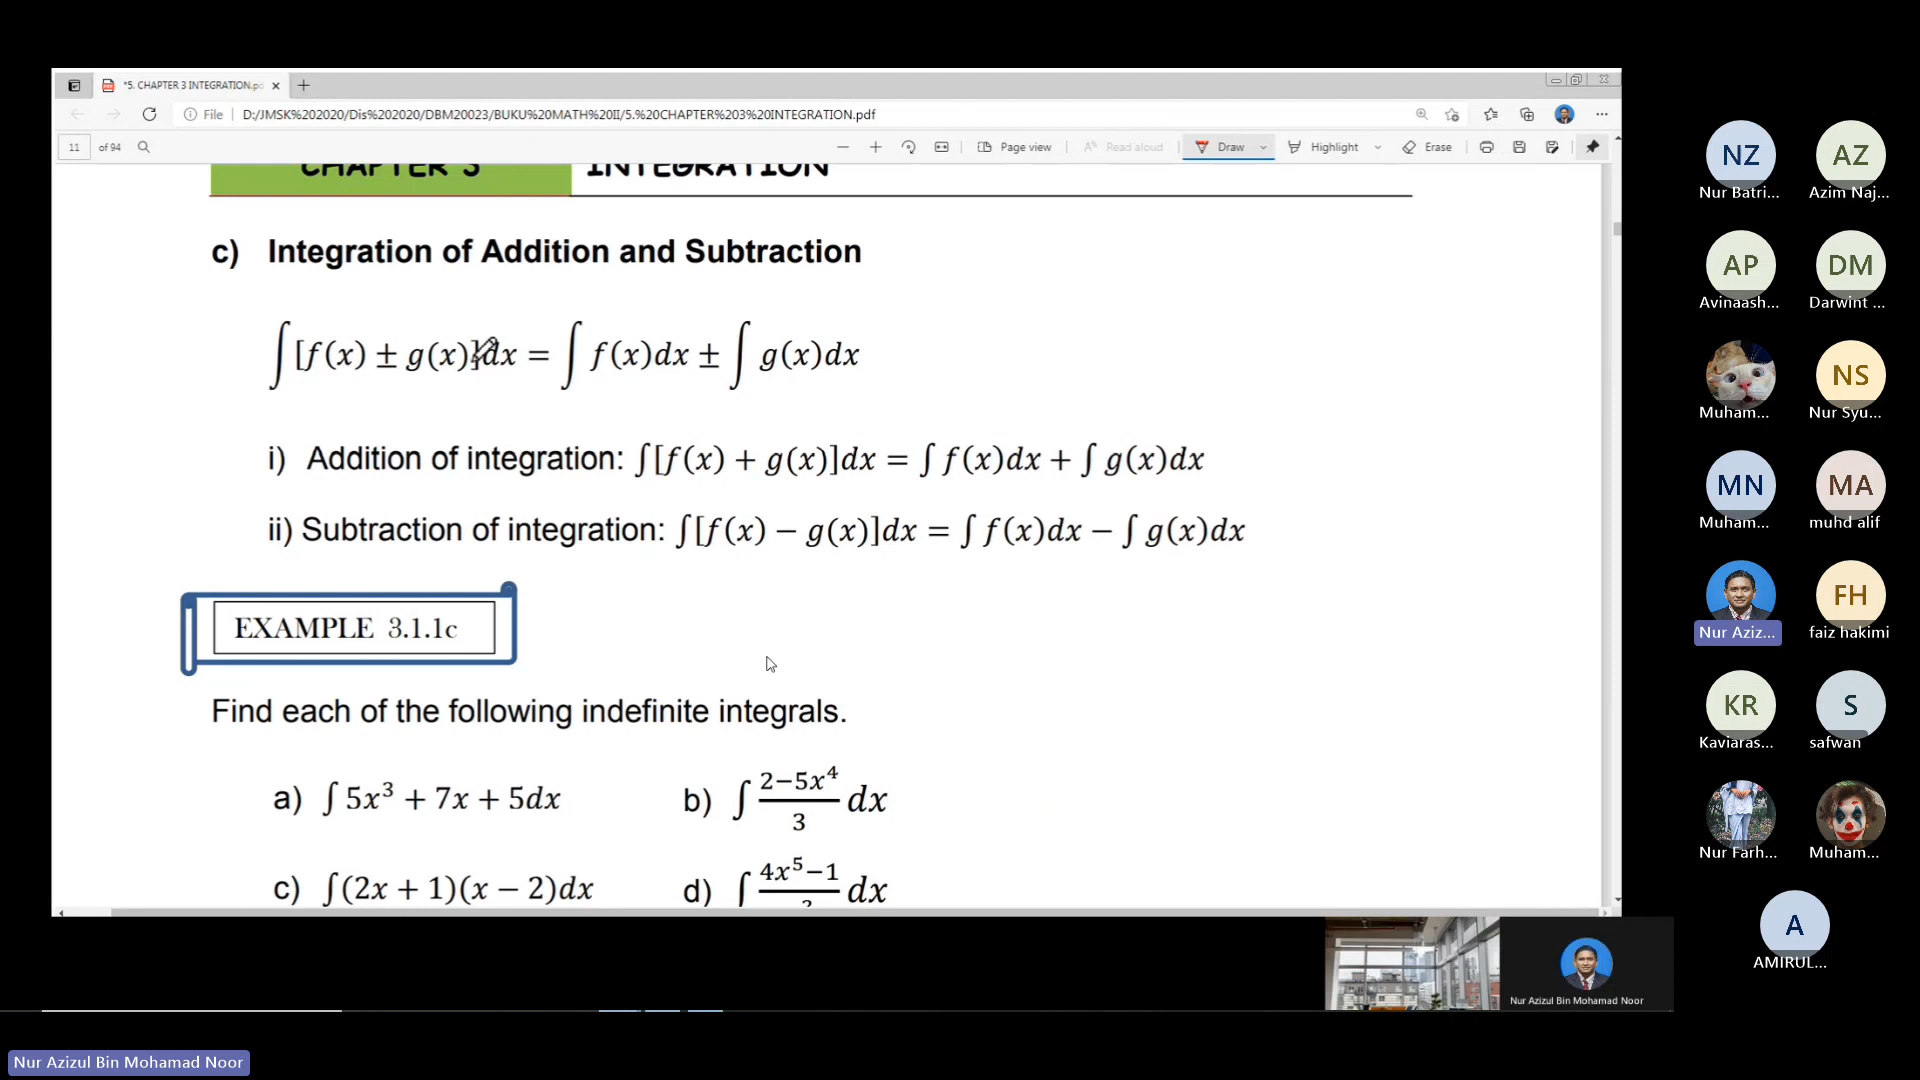 *5. CHAPTER 3 INTEGRATION.pd
File | D:/JMSK%202020/Dis%202020/DBM20023/BUKU%20MATH%20II/5.%20CHAPTER%203%20INTEGRATION.pdf
11 of 94 Page view Read aloud Draw Highlight Erase
CHAPTER 3 INTEGRATION
c) Integration of Addition and Subtraction
∫[f(x) ± g(x)]dx = ∫ f(x)dx ± ∫ g(x)dx
i) Addition of integration: ∫[f(x) + g(x)]dx = ∫ f(x)dx + ∫ g(x)dx
ii) Subtraction of integration: ∫[f(x) − g(x)]dx = ∫ f(x)dx − ∫ g(x)dx
EXAMPLE 3.1.1c
Find each of the following indefinite integrals.
a) ∫ 5x³ + 7x + 5dx b) ∫ (2−5x⁴)/3 dx
c) ∫(2x + 1)(x − 2)dx d) ∫ 4x⁵−1 dx
NZ AZ
Nur Batri... Azim Naj...
AP DM
Avinaash... Darwint ...
NS
Muham... Nur Syu...
MN MA
Muham... muhd alif
FH
Nur Aziz... faiz hakimi
KR S
Kaviaras... safwan
Nur Farh... Muham...
A
AMIRUL...
Nur Azizul Bin Mohamad Noor
Nur Azizul Bin Mohamad Noor